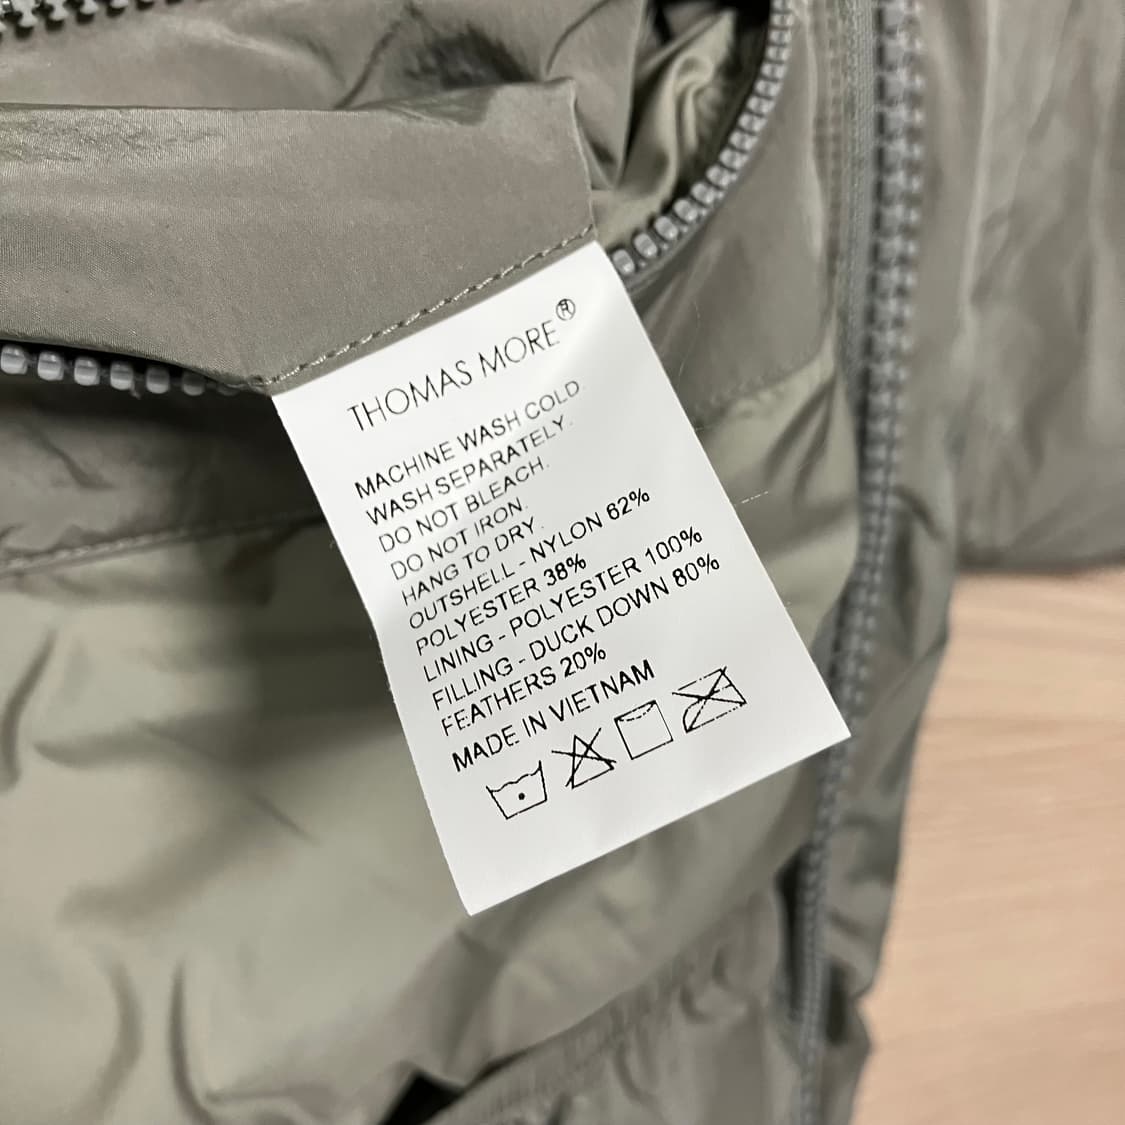 THOMAS MORE®
MACHINE WASH COLD
WASH SEPARATELY.
DO NOT BLEACH.
DO NOT IRON.
HANG TO DRY.
OUTSHELL - NYLON 62%
POLYESTER 38%
LINING - POLYESTER 100%
FILLING - DUCK DOWN 80%
FEATHERS 20%
MADE IN VIETNAM